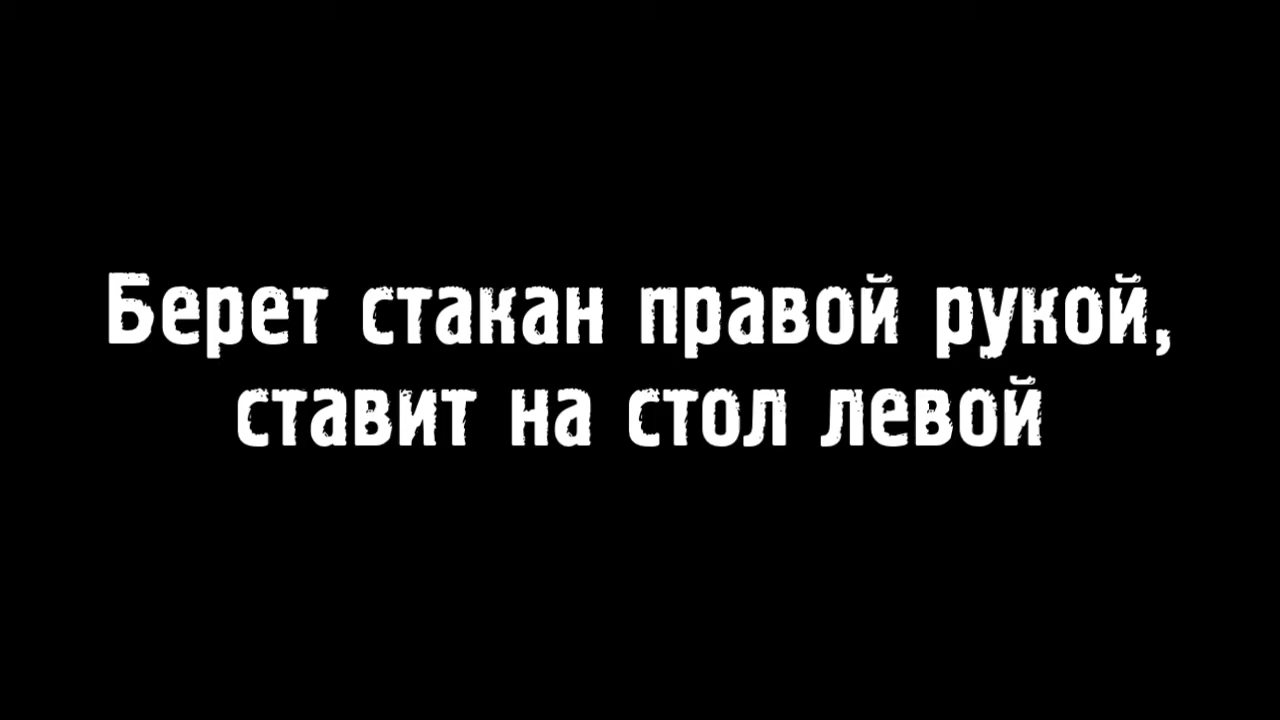 Берет стакан правой рукой,
ставит на стол левой